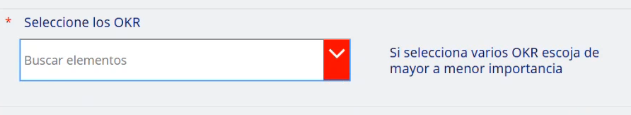 * Seleccione los OKR
Buscar elementos
Si selecciona varios OKR escoja de
mayor a menor importancia